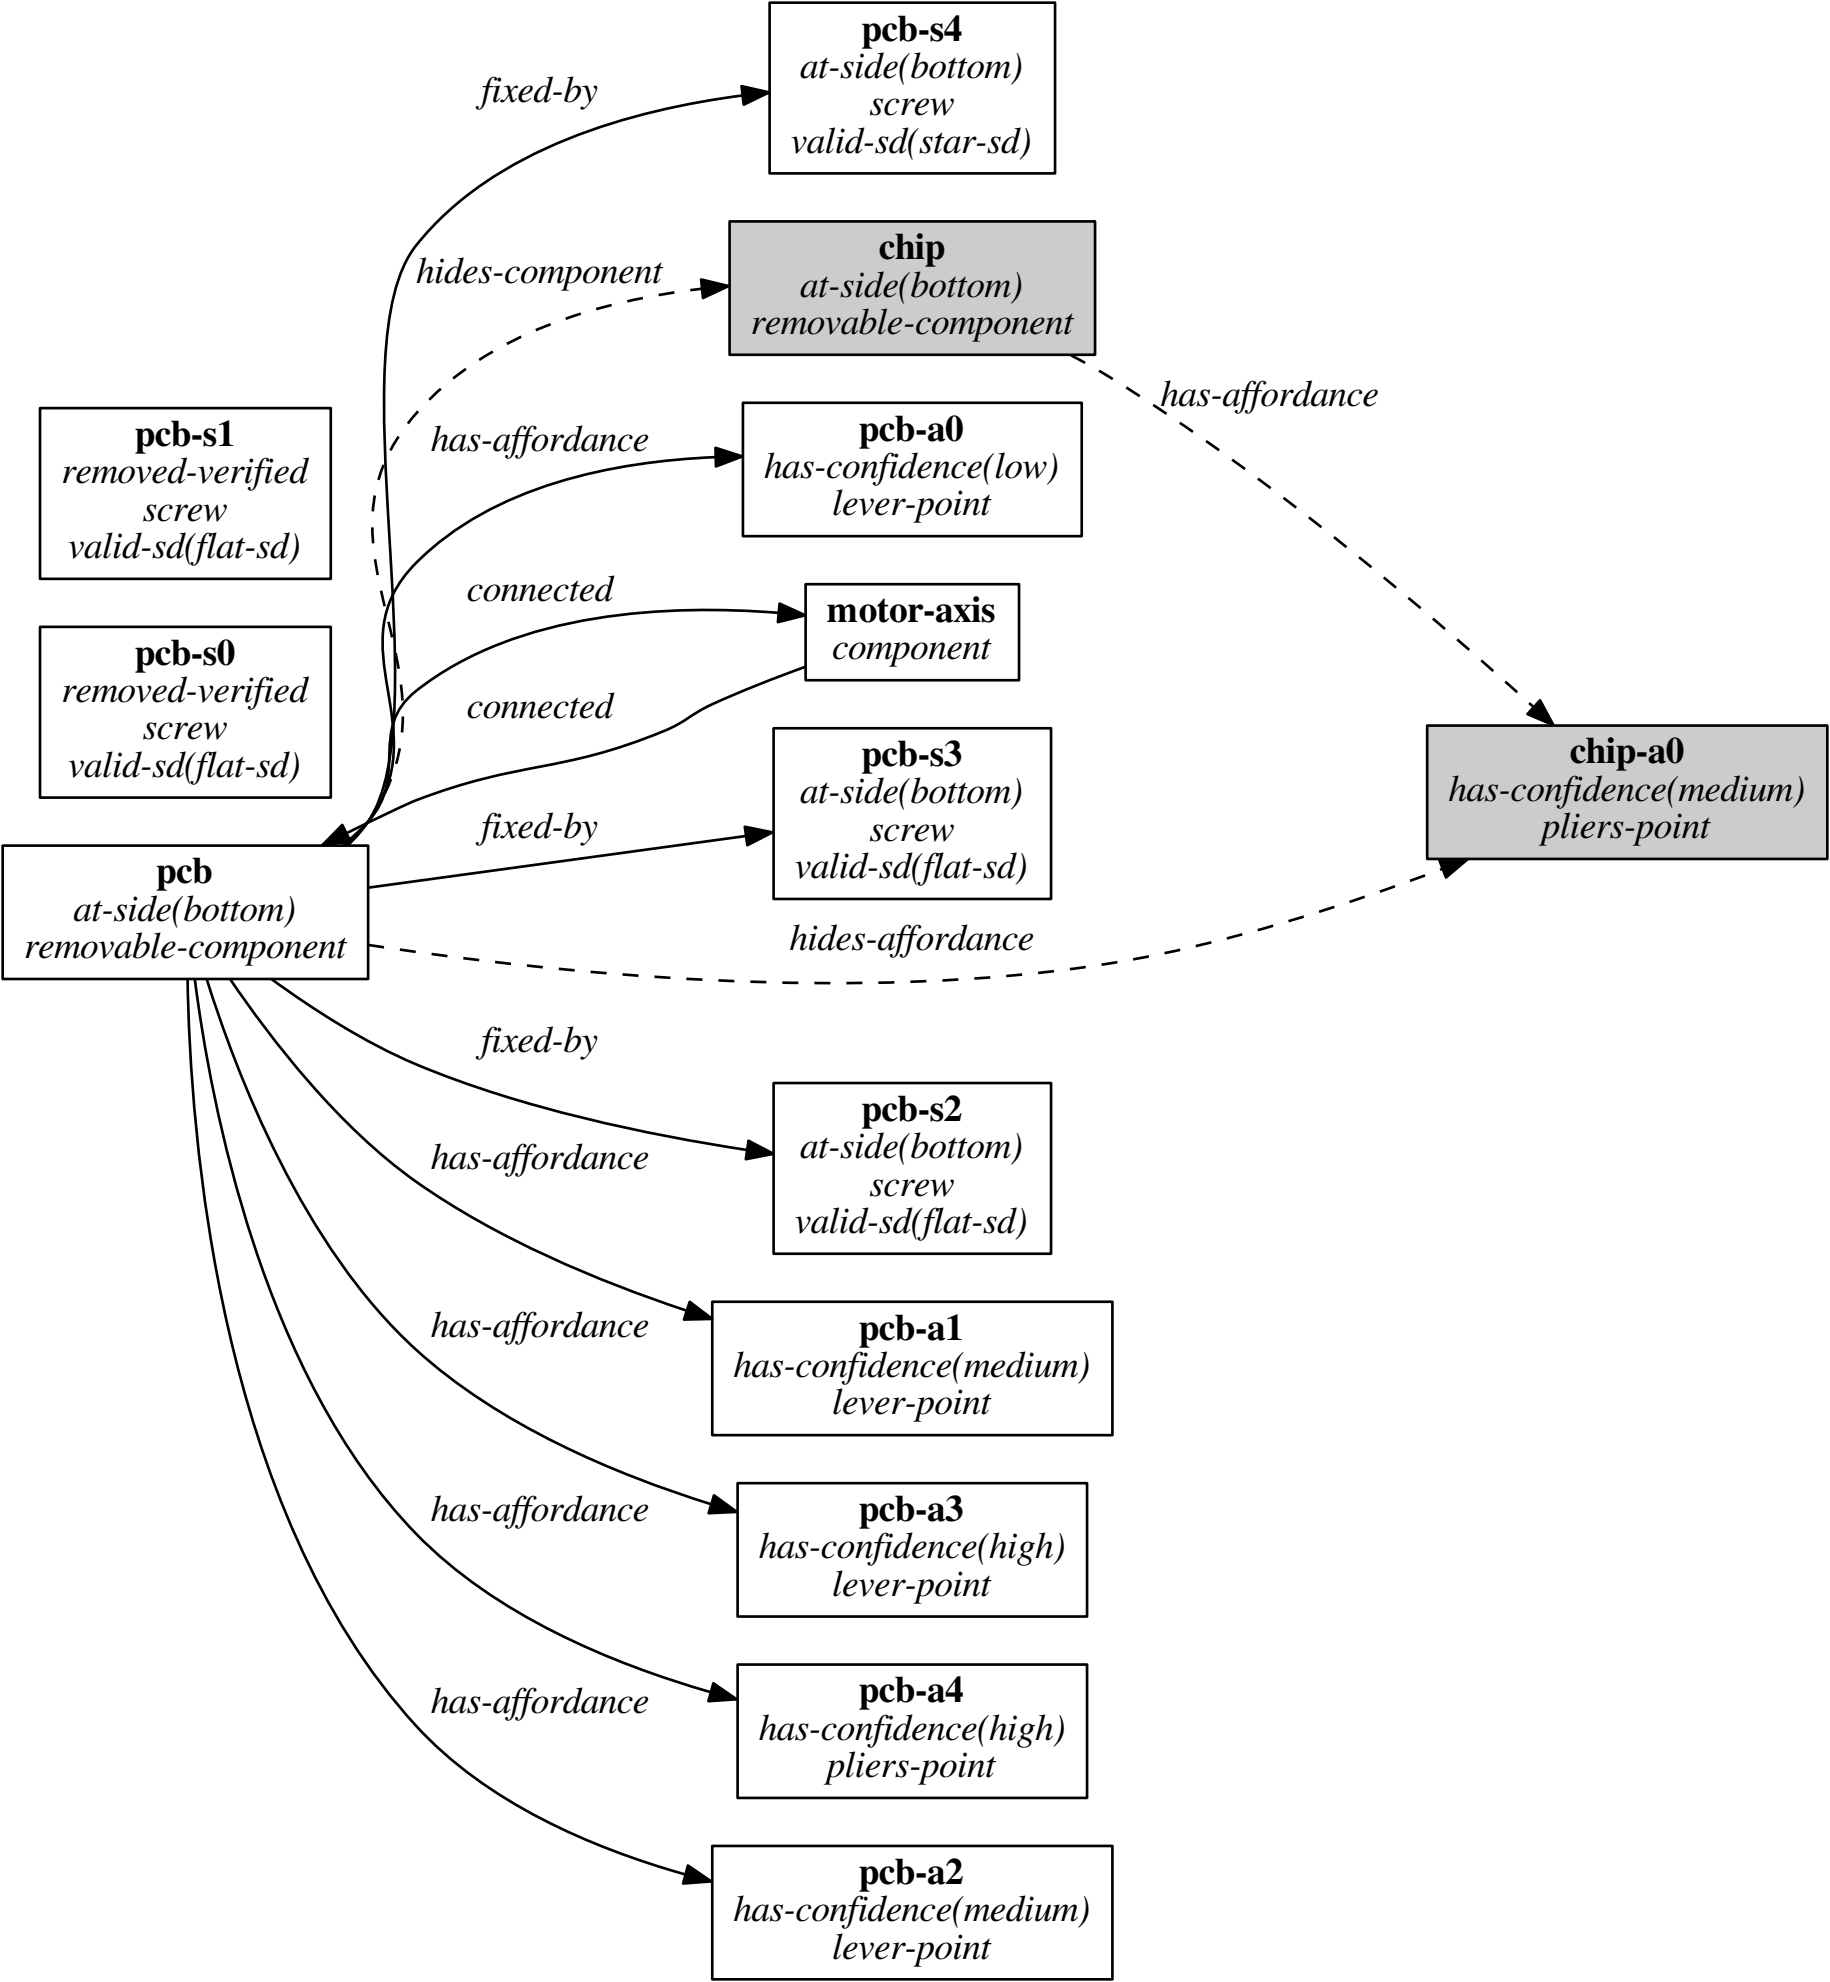 pcb-s4
at-side(bottom)
screw
valid-sd(star-sd)
fixed-by
chip
at-side(bottom)
removable-component
hides-component
has-affordance
pcb-s1
removed-verified
screw
valid-sd(flat-sd)
has-affordance
pcb-a0
has-confidence(low)
lever-point
connected
motor-axis
component
pcb-s0
removed-verified
screw
valid-sd(flat-sd)
connected
pcb-s3
at-side(bottom)
screw
valid-sd(flat-sd)
fixed-by
chip-a0
has-confidence(medium)
pliers-point
pcb
at-side(bottom)
removable-component
hides-affordance
fixed-by
pcb-s2
at-side(bottom)
screw
valid-sd(flat-sd)
has-affordance
pcb-a1
has-confidence(medium)
lever-point
has-affordance
pcb-a3
has-confidence(high)
lever-point
has-affordance
pcb-a4
has-confidence(high)
pliers-point
has-affordance
pcb-a2
has-confidence(medium)
lever-point